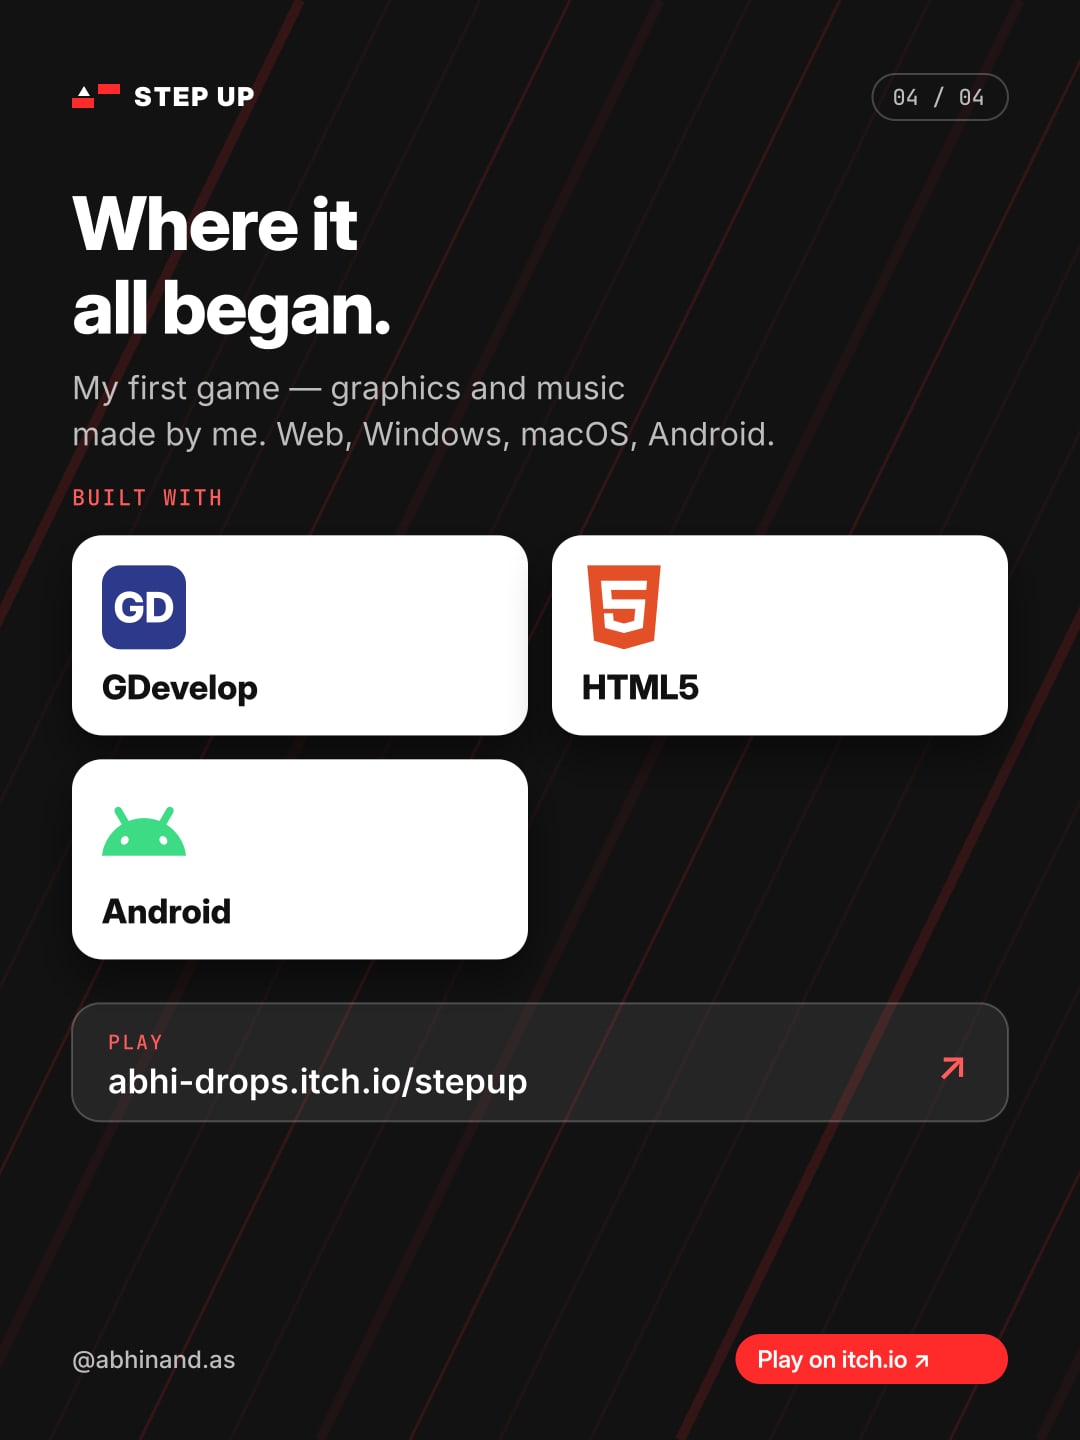 STEP UP
04 / 04
Where it
all began.
My first game — graphics and music
made by me. Web, Windows, macOS, Android.
BUILT WITH
GD
GDevelop
5
HTML5
Android
PLAY
abhi-drops.itch.io/stepup
@abhinand.as
Play on itch.io ↗